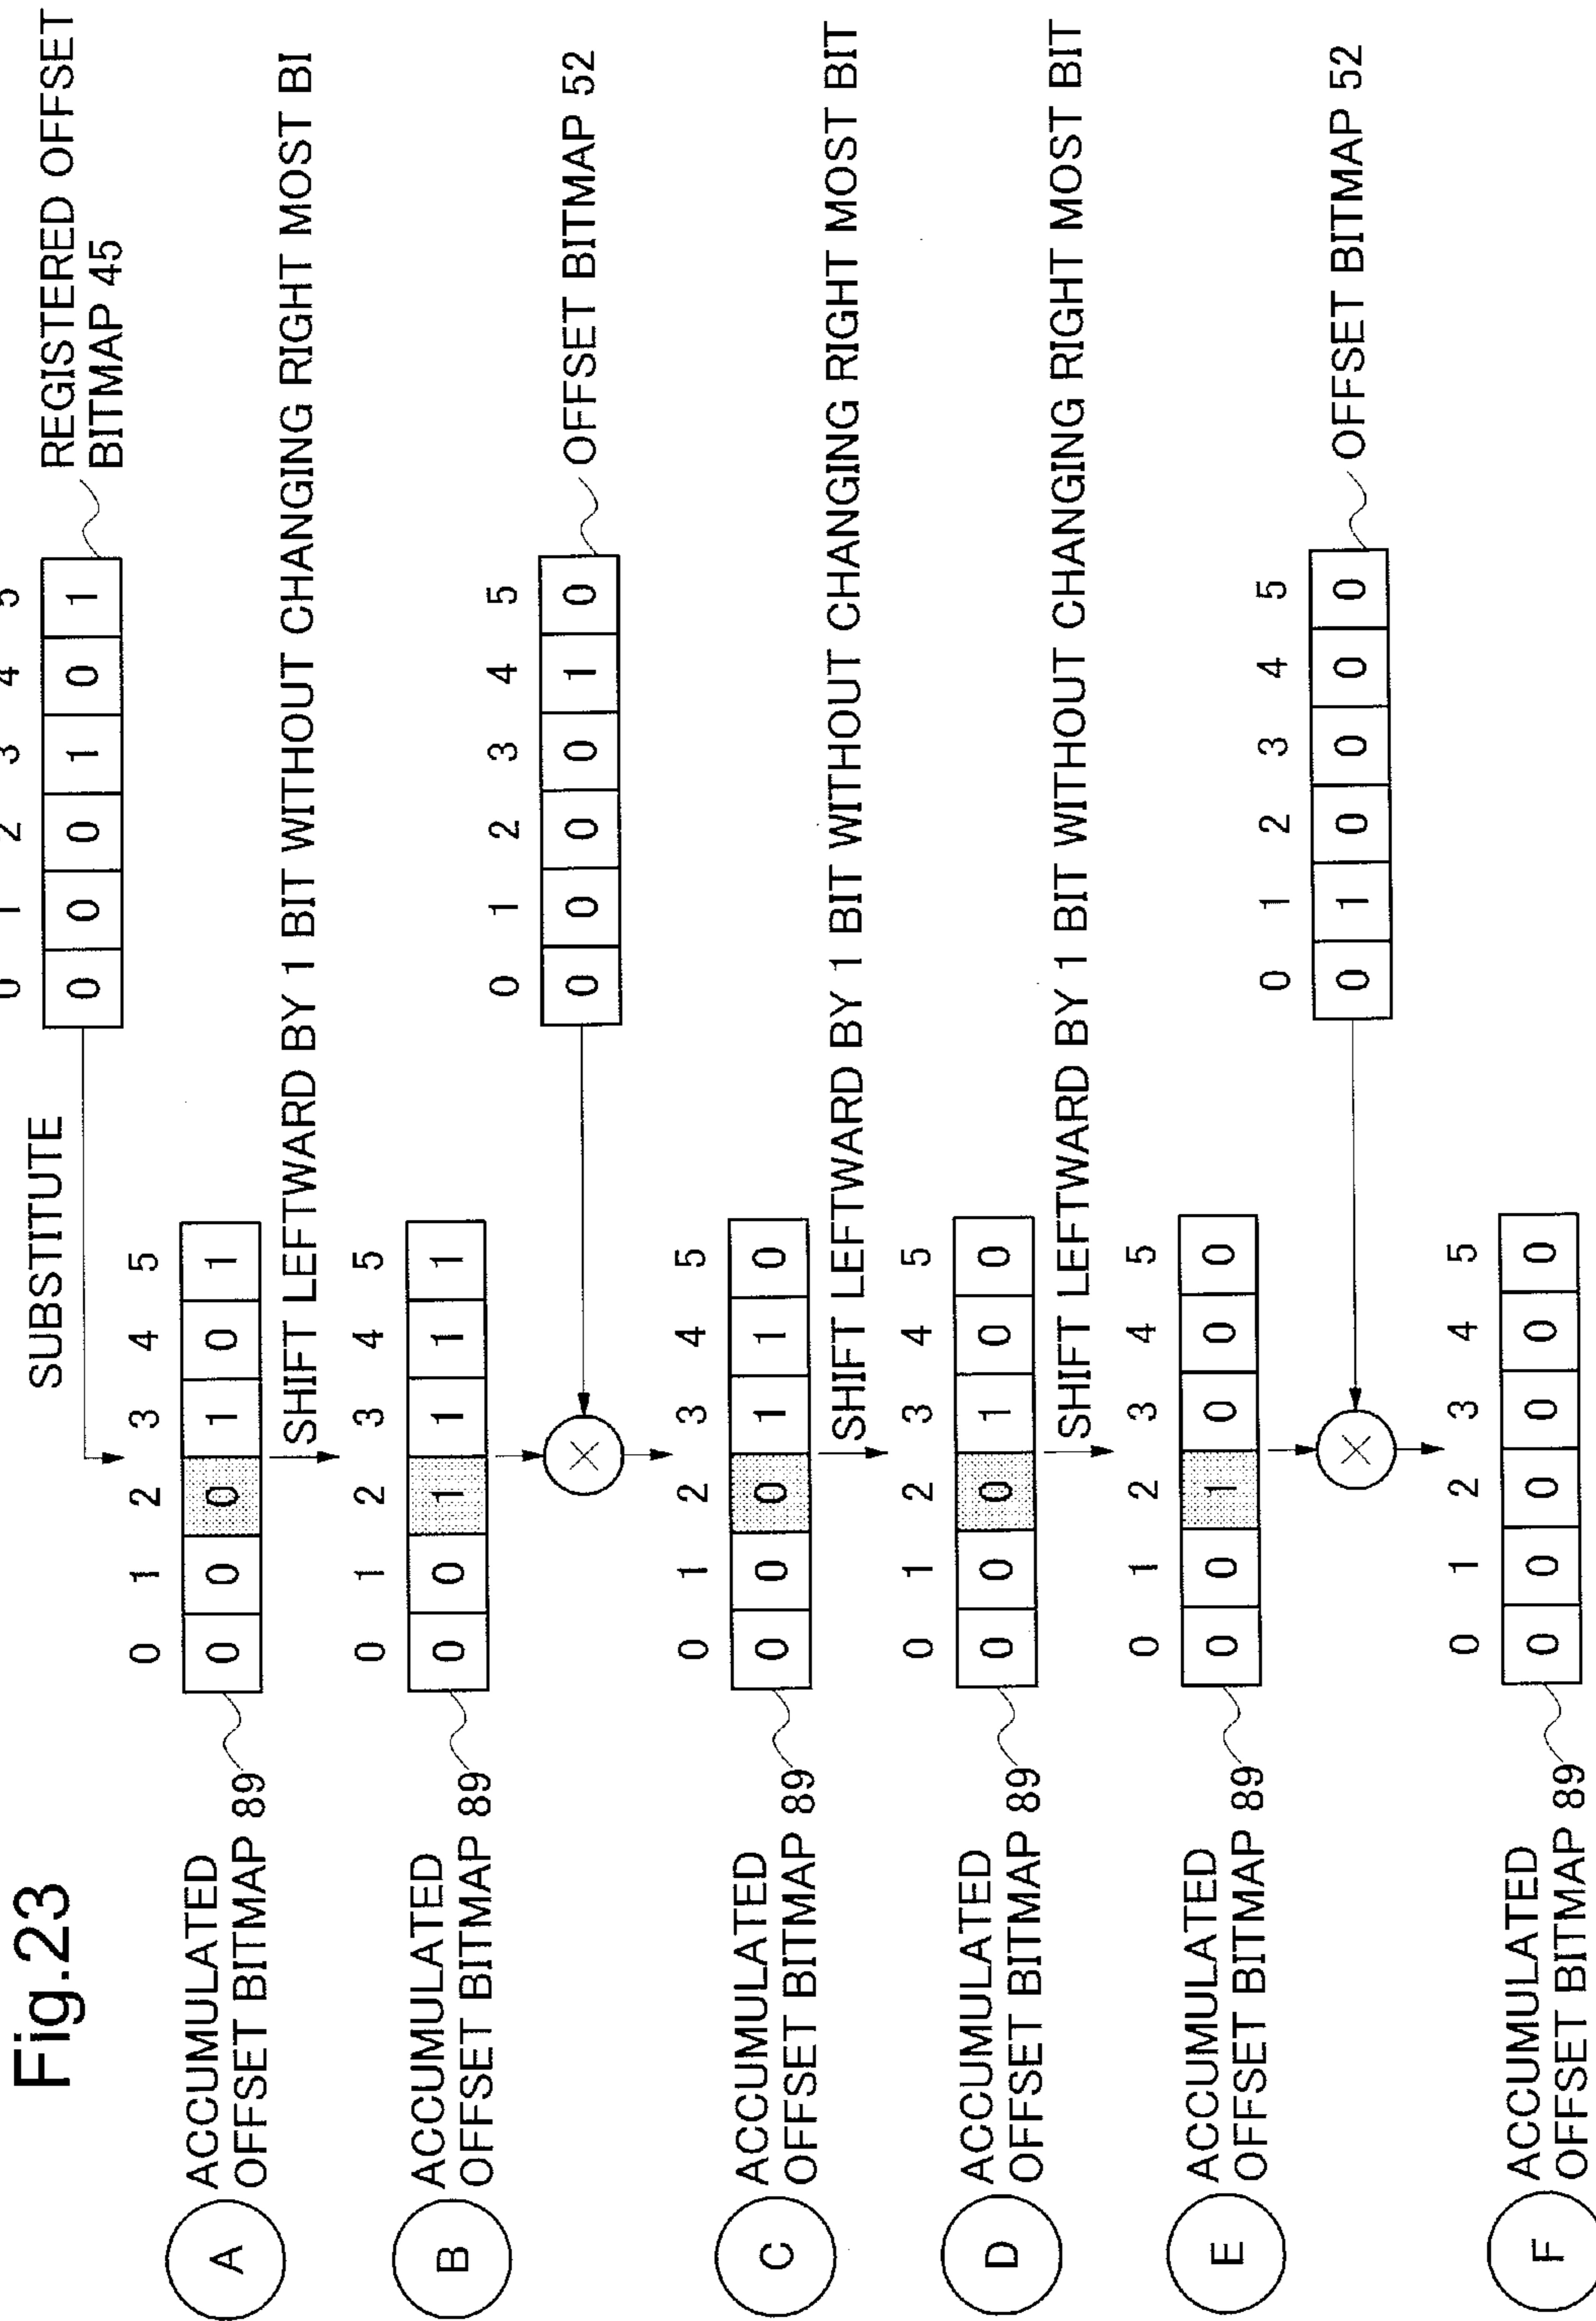 Fig.23
0 1 2 3 4 5
SUBSTITUTE
0 0 0 1 0 1
REGISTERED OFFSET
BITMAP 45
0 1 2 3 4 5
A
ACCUMULATED
OFFSET BITMAP 89
0 0 0 1 0 1
SHIFT LEFTWARD BY 1 BIT WITHOUT CHANGING RIGHT MOST BI
0 1 2 3 4 5
B
ACCUMULATED
OFFSET BITMAP 89
0 0 1 1 1 1
0 1 2 3 4 5
0 0 0 0 1 0
OFFSET BITMAP 52
0 1 2 3 4 5
C
ACCUMULATED
OFFSET BITMAP 89
0 0 0 1 1 0
SHIFT LEFTWARD BY 1 BIT WITHOUT CHANGING RIGHT MOST BIT
0 1 2 3 4 5
D
ACCUMULATED
OFFSET BITMAP 89
0 0 0 1 0 0
SHIFT LEFTWARD BY 1 BIT WITHOUT CHANGING RIGHT MOST BIT
0 1 2 3 4 5
E
ACCUMULATED
OFFSET BITMAP 89
0 0 1 0 0 0
0 1 2 3 4 5
0 1 0 0 0 0
OFFSET BITMAP 52
0 1 2 3 4 5
F
ACCUMULATED
OFFSET BITMAP 89
0 0 0 0 0 0